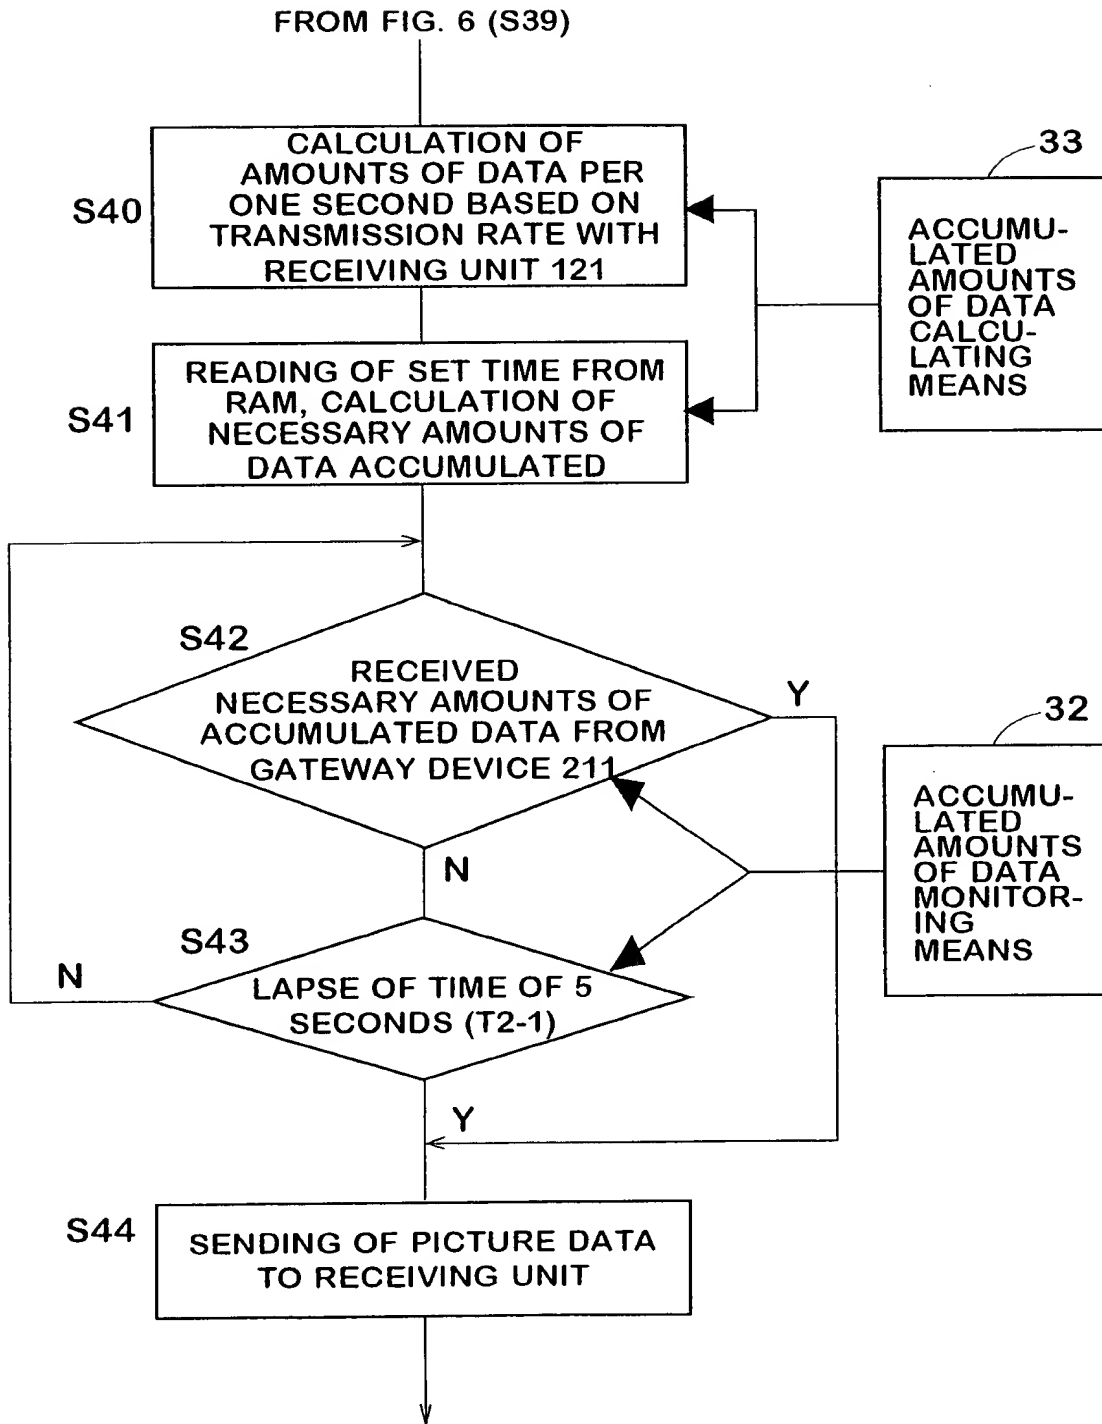 FROM FIG. 6 (S39)
S40
CALCULATION OF
AMOUNTS OF DATA PER
ONE SECOND BASED ON
TRANSMISSION RATE WITH
RECEIVING UNIT 121
33
ACCUMU-
LATED
AMOUNTS
OF DATA
CALCU-
LATING
MEANS
S41
READING OF SET TIME FROM
RAM, CALCULATION OF
NECESSARY AMOUNTS OF
DATA ACCUMULATED
S42
RECEIVED
NECESSARY AMOUNTS OF
ACCUMULATED DATA FROM
GATEWAY DEVICE 211
Y
N
32
ACCUMU-
LATED
AMOUNTS
OF DATA
MONITOR-
ING
MEANS
S43
LAPSE OF TIME OF 5
SECONDS (T2-1)
N
Y
S44
SENDING OF PICTURE DATA
TO RECEIVING UNIT